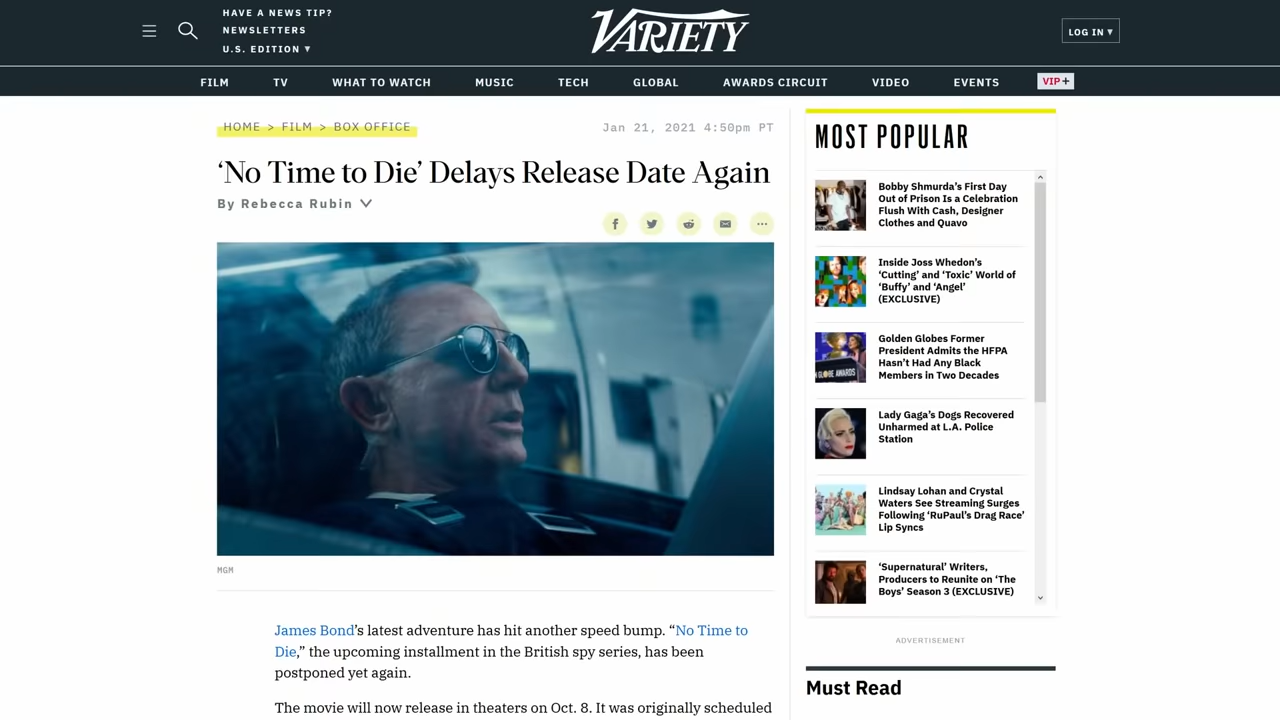 HAVE A NEWS TIP?
NEWSLETTERS
U.S. EDITION ▾
VARIETY
LOG IN ▾
FILM
TV
WHAT TO WATCH
MUSIC
TECH
GLOBAL
AWARDS CIRCUIT
VIDEO
EVENTS
VIP+
HOME > FILM > BOX OFFICE
Jan 21, 2021 4:50pm PT
‘No Time to Die’ Delays Release Date Again
By Rebecca Rubin
MGM
James Bond’s latest adventure has hit another speed bump. “No Time to
Die,” the upcoming installment in the British spy series, has been
postponed yet again.
The movie will now release in theaters on Oct. 8. It was originally scheduled
MOST POPULAR
Bobby Shmurda’s First Day
Out of Prison Is a Celebration
Flush With Cash, Designer
Clothes and Quavo
Inside Joss Whedon’s
‘Cutting’ and ‘Toxic’ World of
‘Buffy’ and ‘Angel’
(EXCLUSIVE)
Golden Globes Former
President Admits the HFPA
Hasn’t Had Any Black
Members in Two Decades
Lady Gaga’s Dogs Recovered
Unharmed at L.A. Police
Station
Lindsay Lohan and Crystal
Waters See Streaming Surges
Following ‘RuPaul’s Drag Race’
Lip Syncs
‘Supernatural’ Writers,
Producers to Reunite on ‘The
Boys’ Season 3 (EXCLUSIVE)
ADVERTISEMENT
Must Read